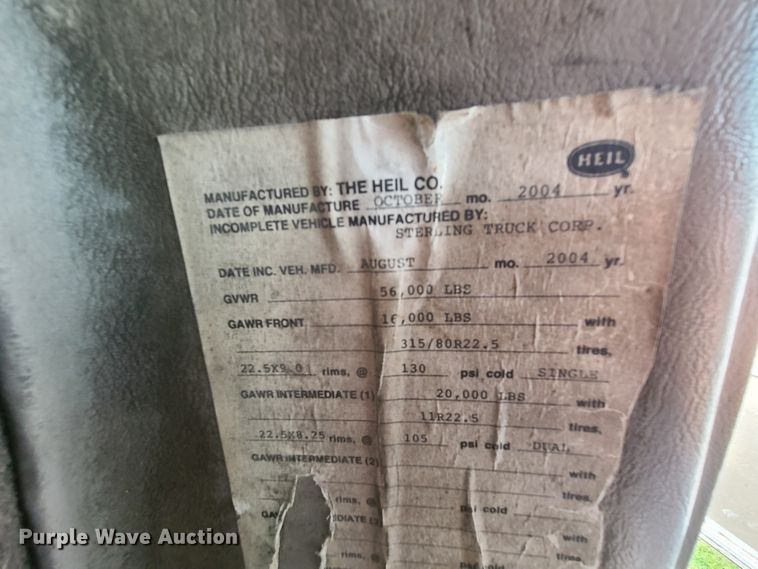 HEIL
MANUFACTURED BY: THE HEIL CO.
DATE OF MANUFACTURE OCTOBER mo. 2004 yr.
INCOMPLETE VEHICLE MANUFACTURED BY:
STERLING TRUCK CORP.
DATE INC. VEH. MFD. AUGUST mo. 2004 yr.
GVWR 56,000 LBS
GAWR FRONT 16,000 LBS with
315/80R22.5 tires,
22.5X9.0 rims, @ 130 psi cold SINGLE
GAWR INTERMEDIATE (1) 20,000 LBS with
11R22.5 tires,
22.5X8.25 rims, @ 105 psi cold DUAL
GAWR INTERMEDIATE (2) with
tires,
rims, @ psi cold
with
tires,
rims, @ psi cold
Purple Wave Auction